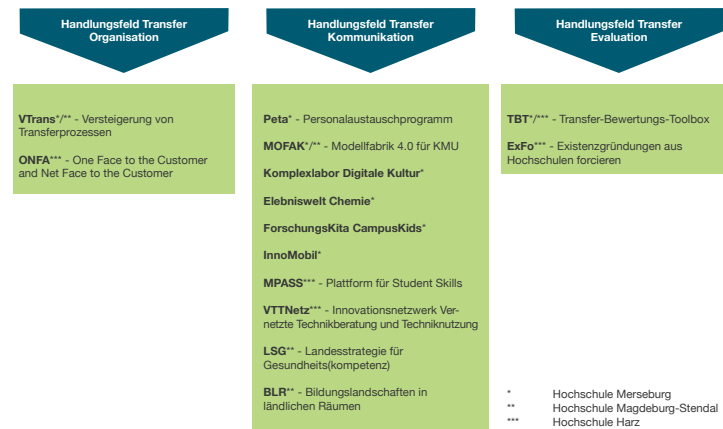 Handlungsfeld Transfer
Organisation
VTrans*/** - Versteigerung von
Transferprozessen
ONFA*** - One Face to the Customer
and Net Face to the Customer
Handlungsfeld Transfer
Kommunikation
Peta* - Personalaustauschprogramm
MOFAK*/** - Modellfabrik 4.0 für KMU
Komplexlabor Digitale Kultur*
Elebniswelt Chemie*
ForschungsKita CampusKids*
InnoMobil*
MPASS*** - Plattform für Student Skills
VTTNetz*** - Innovationsnetzwerk Ver-
netzte Technikberatung und Techniknutzung
LSG** - Landesstrategie für
Gesundheits(kompetenz)
BLR** - Bildungslandschaften in
ländlichen Räumen
Handlungsfeld Transfer
Evaluation
TBT*/*** - Transfer-Bewertungs-Toolbox
ExFo*** - Existenzgründungen aus
Hochschulen forcieren
* Hochschule Merseburg
** Hochschule Magdeburg-Stendal
*** Hochschule Harz